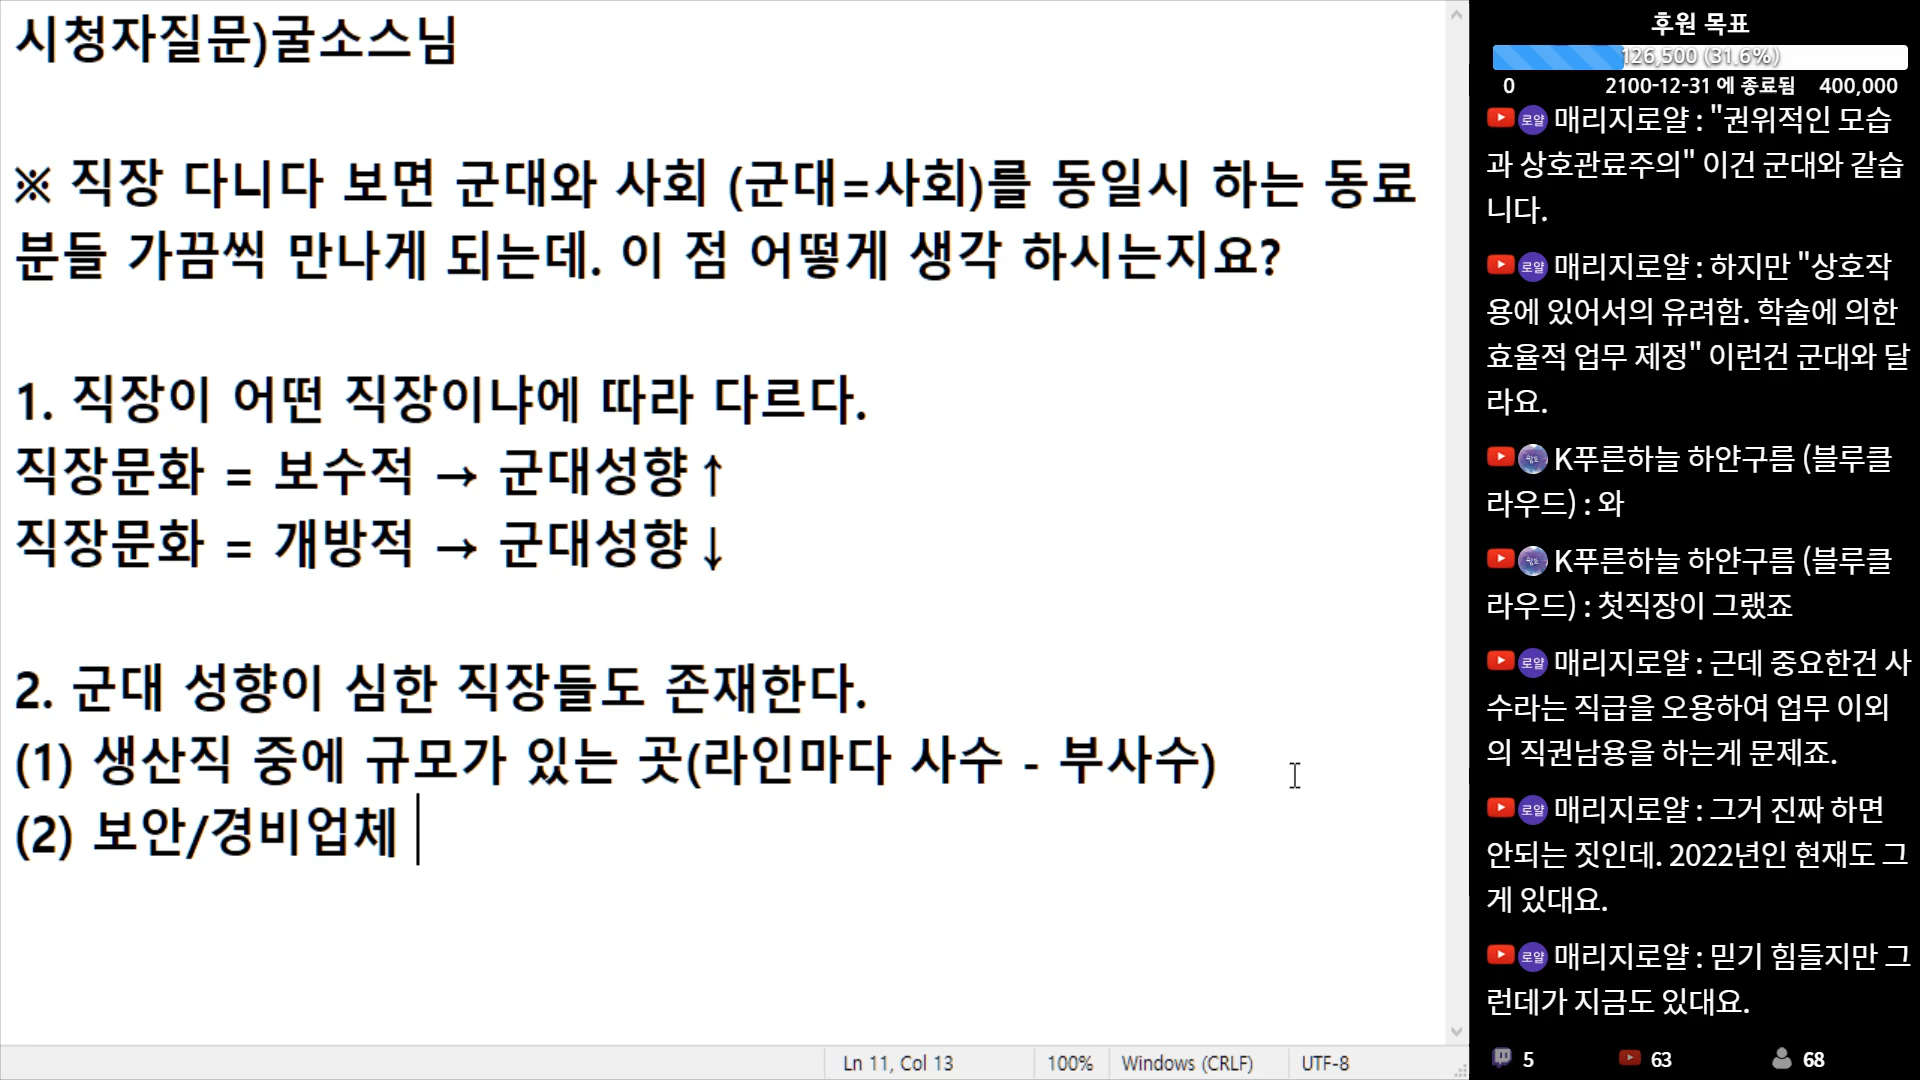 시청자질문)굴소스님
※ 직장 다니다 보면 군대와 사회 (군대=사회)를 동일시 하는 동료
분들 가끔씩 만나게 되는데. 이 점 어떻게 생각 하시는지요?
1. 직장이 어떤 직장이냐에 따라 다르다.
직장문화 = 보수적 → 군대성향↑
직장문화 = 개방적 → 군대성향↓
2. 군대 성향이 심한 직장들도 존재한다.
(1) 생산직 중에 규모가 있는 곳(라인마다 사수 - 부사수)
(2) 보안/경비업체
Ln 11, Col 13
100%
Windows (CRLF)
UTF-8
후원 목표
126,500 (31.6%)
0 2100-12-31 에 종료됨 400,000
로얄 매리지로얄 : "권위적인 모습
과 상호관료주의" 이건 군대와 같습
니다.
로얄 매리지로얄 : 하지만 "상호작
용에 있어서의 유려함. 학술에 의한
효율적 업무 제정" 이런건 군대와 달
라요.
K푸른하늘 하얀구름 (블루클
라우드) : 와
K푸른하늘 하얀구름 (블루클
라우드) : 첫직장이 그랬죠
로얄 매리지로얄 : 근데 중요한건 사
수라는 직급을 오용하여 업무 이외
의 직권남용을 하는게 문제죠.
로얄 매리지로얄 : 그거 진짜 하면
안되는 짓인데. 2022년인 현재도 그
게 있대요.
로얄 매리지로얄 : 믿기 힘들지만 그
런데가 지금도 있대요.
5 63 68